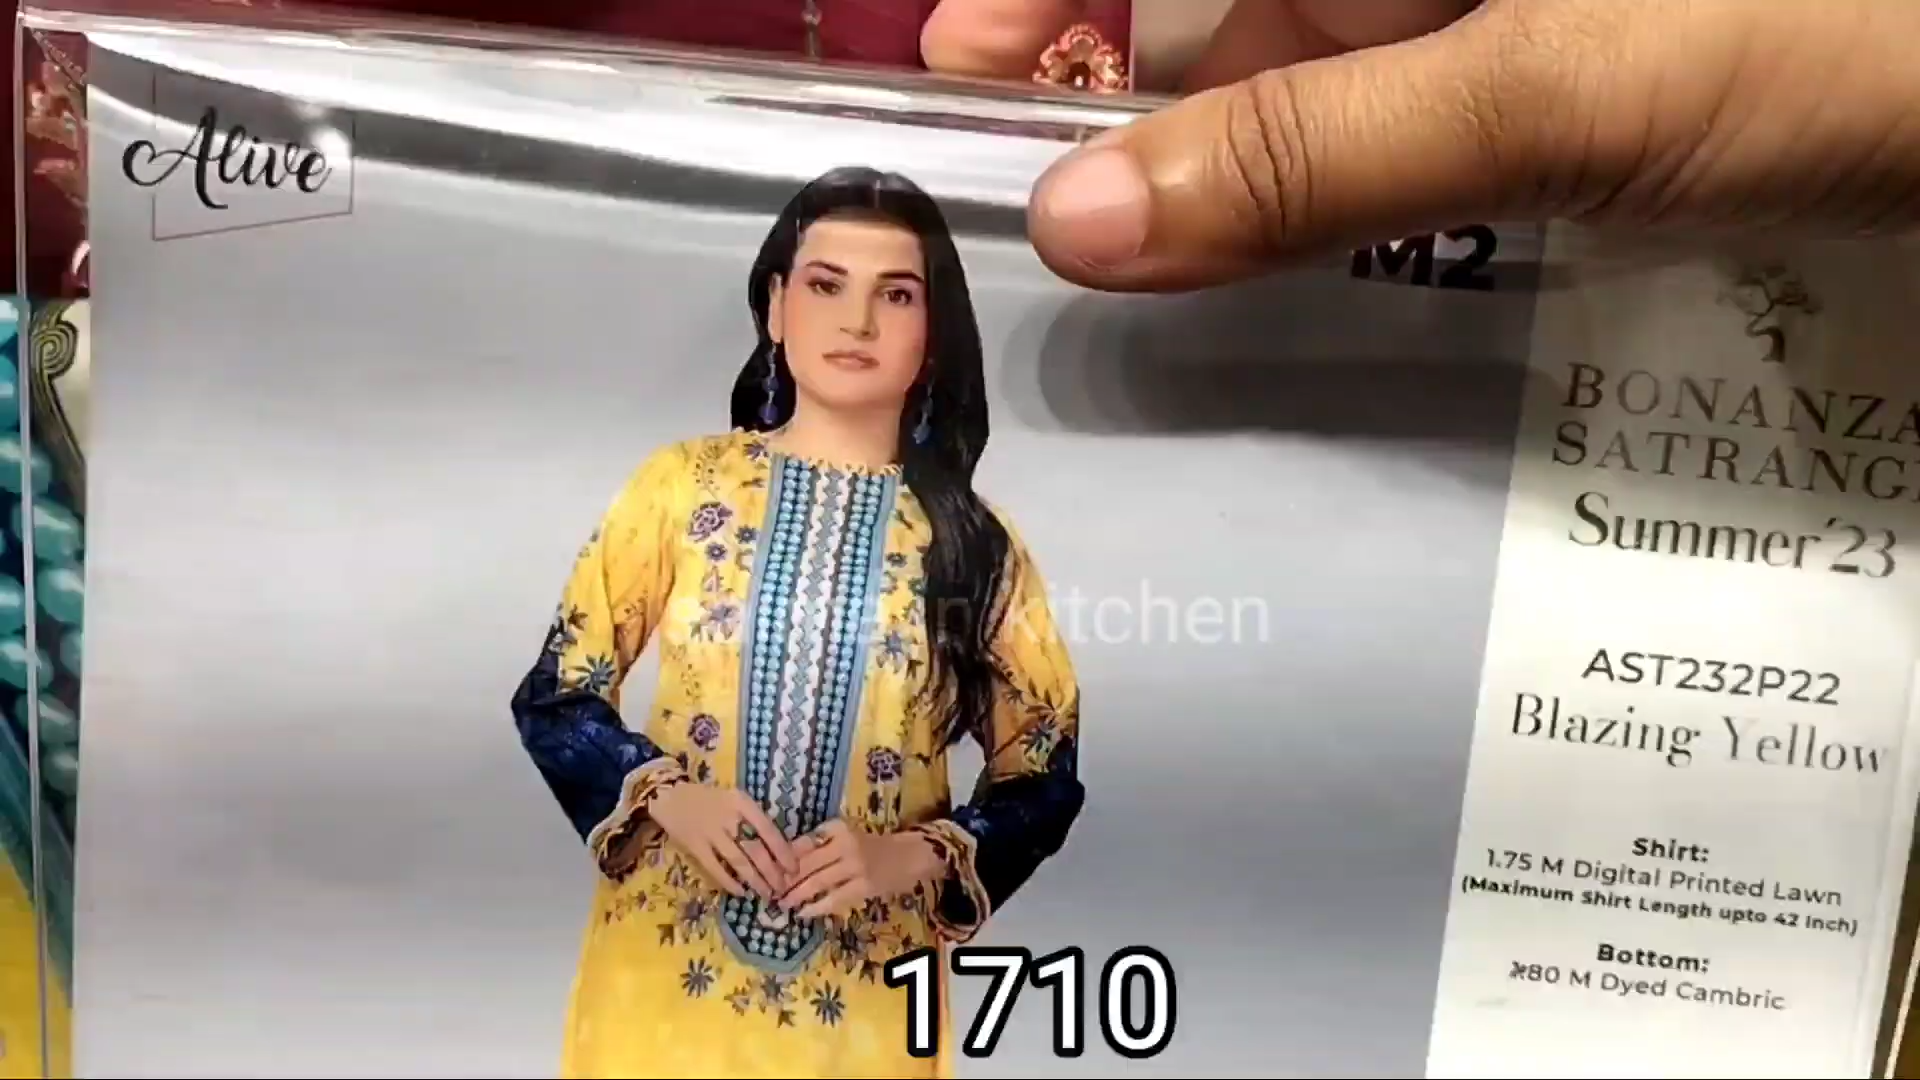 Alive
M2
BONANZA
SATRANGI
Summer'23
AST232P22
Blazing Yellow
Shirt:
1.75 M Digital Printed Lawn
(Maximum Shirt Length upto 42 Inch)
Bottom:
M Dyed Cambric
in kitchen
1710